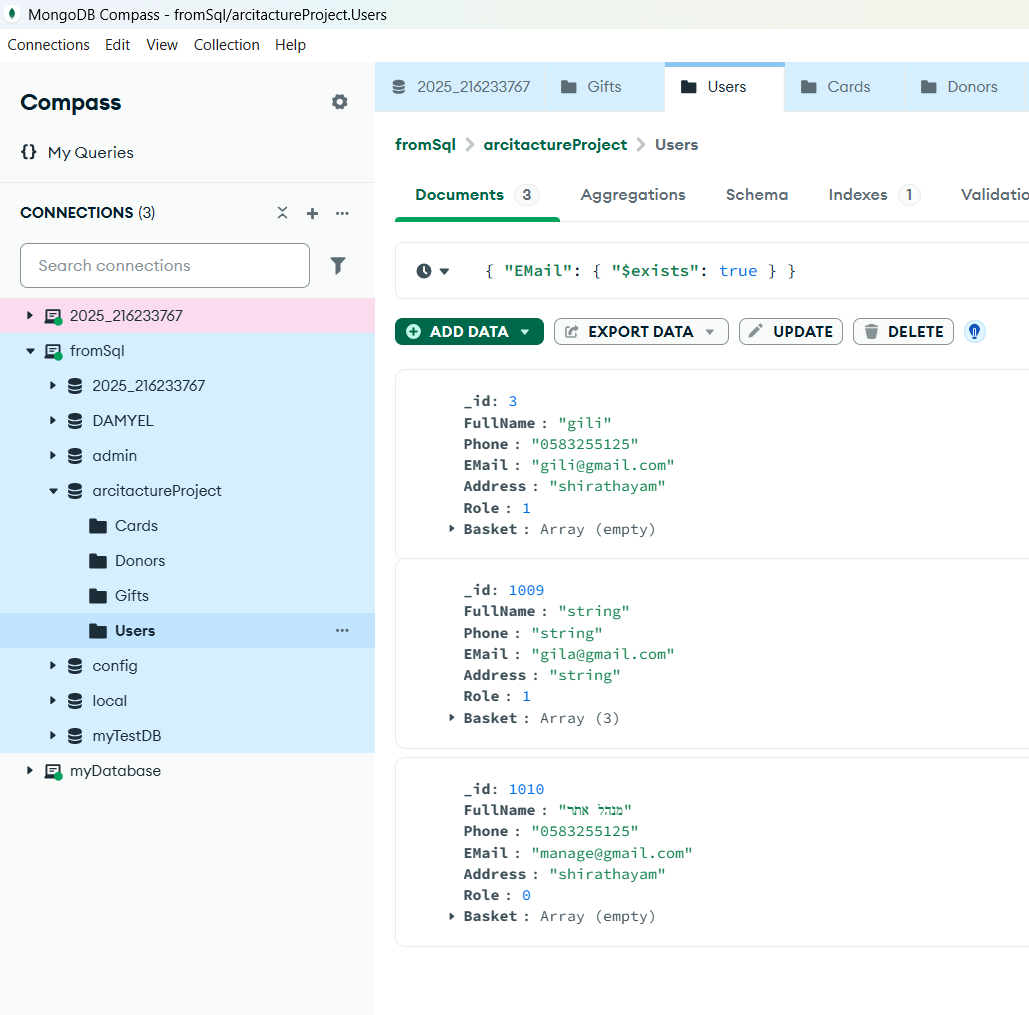 MongoDB Compass - fromSql/arcitactureProject.Users
Connections Edit View Collection Help
Compass
{} My Queries
CONNECTIONS (3)
Search connections
2025_216233767
fromSql
2025_216233767
DAMYEL
admin
arcitactureProject
Cards
Donors
Gifts
Users
config
local
myTestDB
myDatabase
2025_216233767 Gifts Users Cards Donors
fromSql > arcitactureProject > Users
Documents 3 Aggregations Schema Indexes 1 Validatio
{ "EMail": { "$exists": true } }
ADD DATA EXPORT DATA UPDATE DELETE
_id: 3
FullName : "gili"
Phone : "0583255125"
EMail : "gili@gmail.com"
Address : "shirathayam"
Role : 1
Basket : Array (empty)
_id: 1009
FullName : "string"
Phone : "string"
EMail : "gila@gmail.com"
Address : "string"
Role : 1
Basket : Array (3)
_id: 1010
FullName : "מנהל אתר"
Phone : "0583255125"
EMail : "manage@gmail.com"
Address : "shirathayam"
Role : 0
Basket : Array (empty)